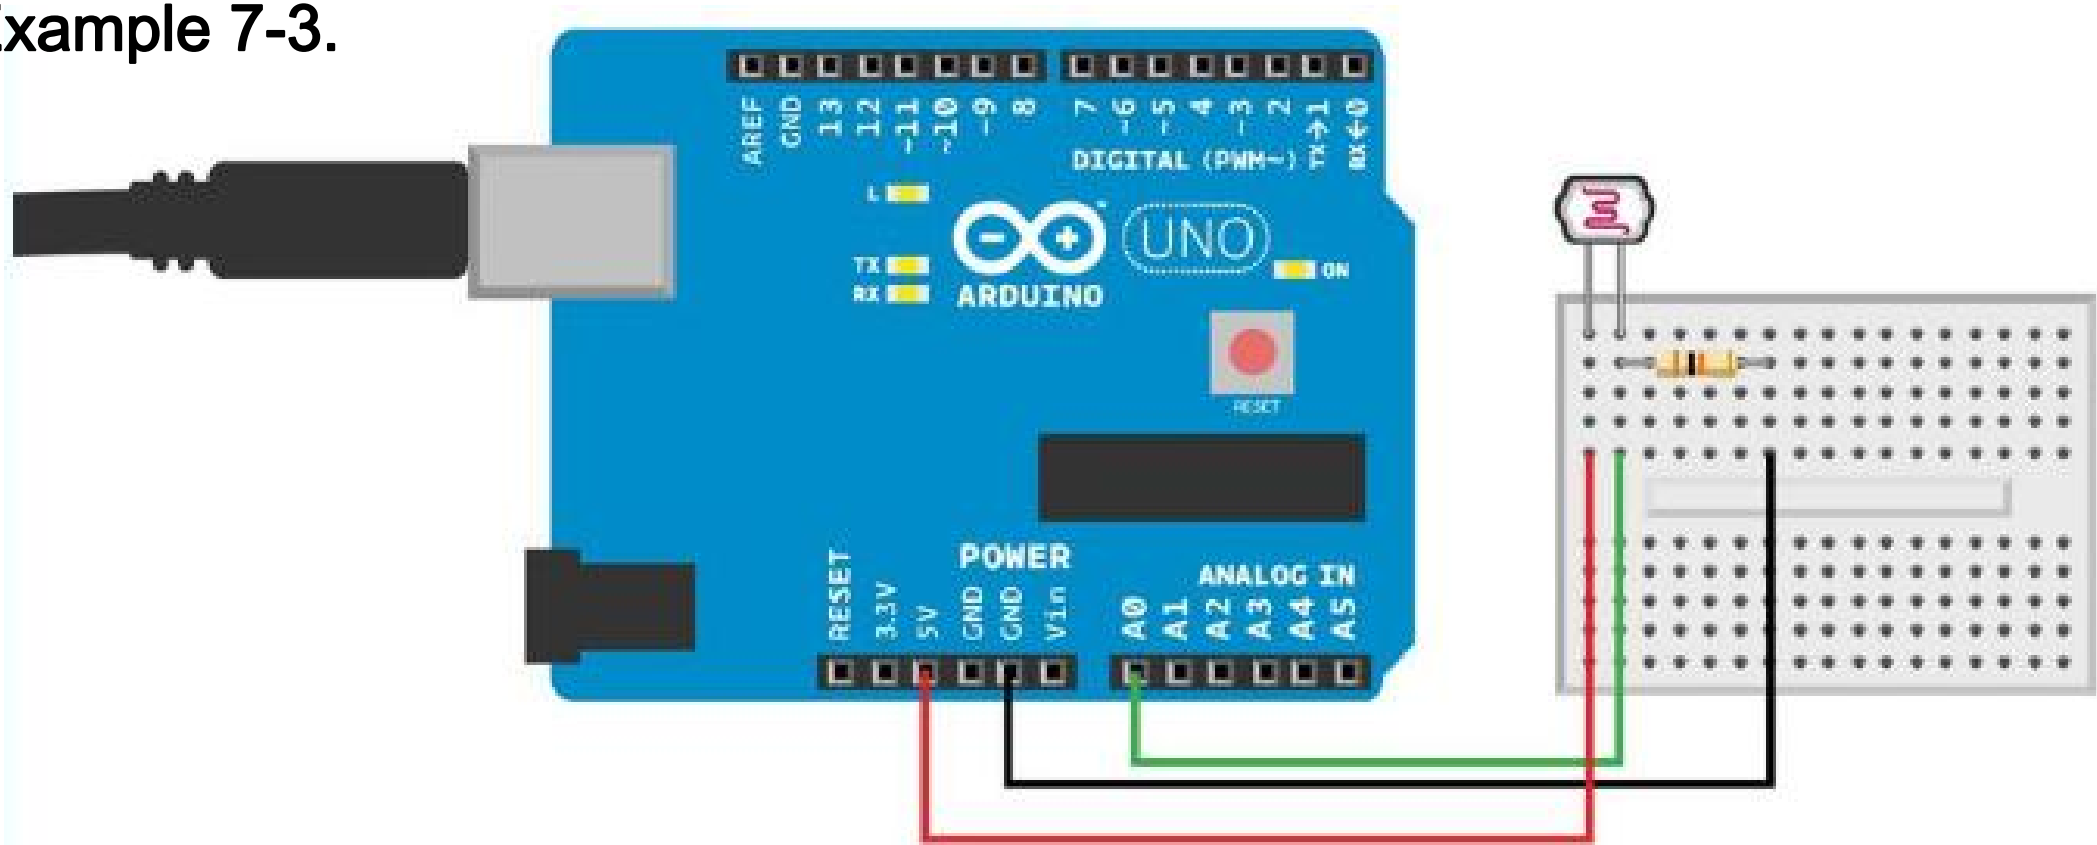 Example 7-3.
AREF GND 13 12 ~11 ~10 ~9 8 7 ~6 ~5 4 ~3 2 TX→1 RX←0
DIGITAL (PWM~)
L
TX
RX
UNO
ON
ARDUINO
RESET
POWER
ANALOG IN
RESET 3.3V 5V GND GND Vin A0 A1 A2 A3 A4 A5